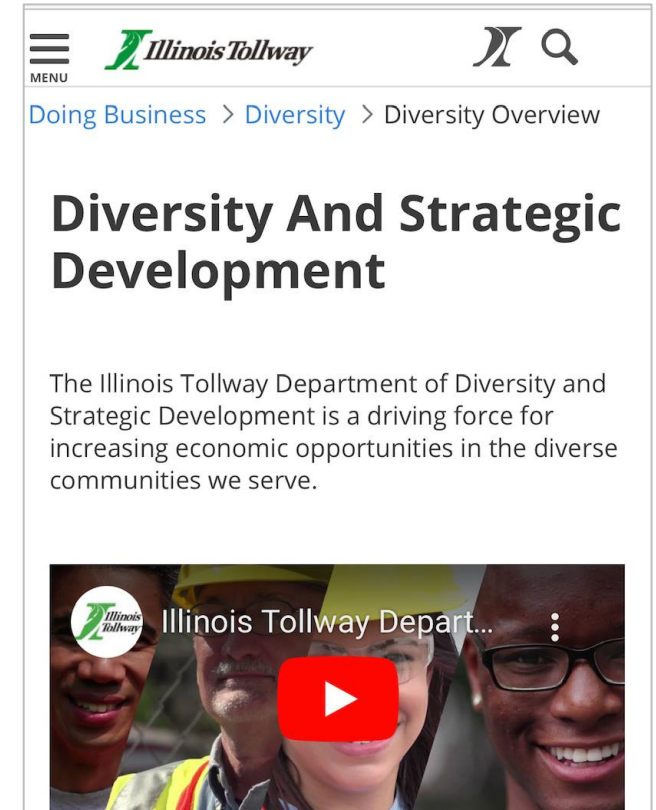 MENU
Illinois Tollway
Doing Business > Diversity > Diversity Overview
Diversity And Strategic
Development
The Illinois Tollway Department of Diversity and
Strategic Development is a driving force for
increasing economic opportunities in the diverse
communities we serve.
Illinois
Tollway
Illinois Tollway Depart...